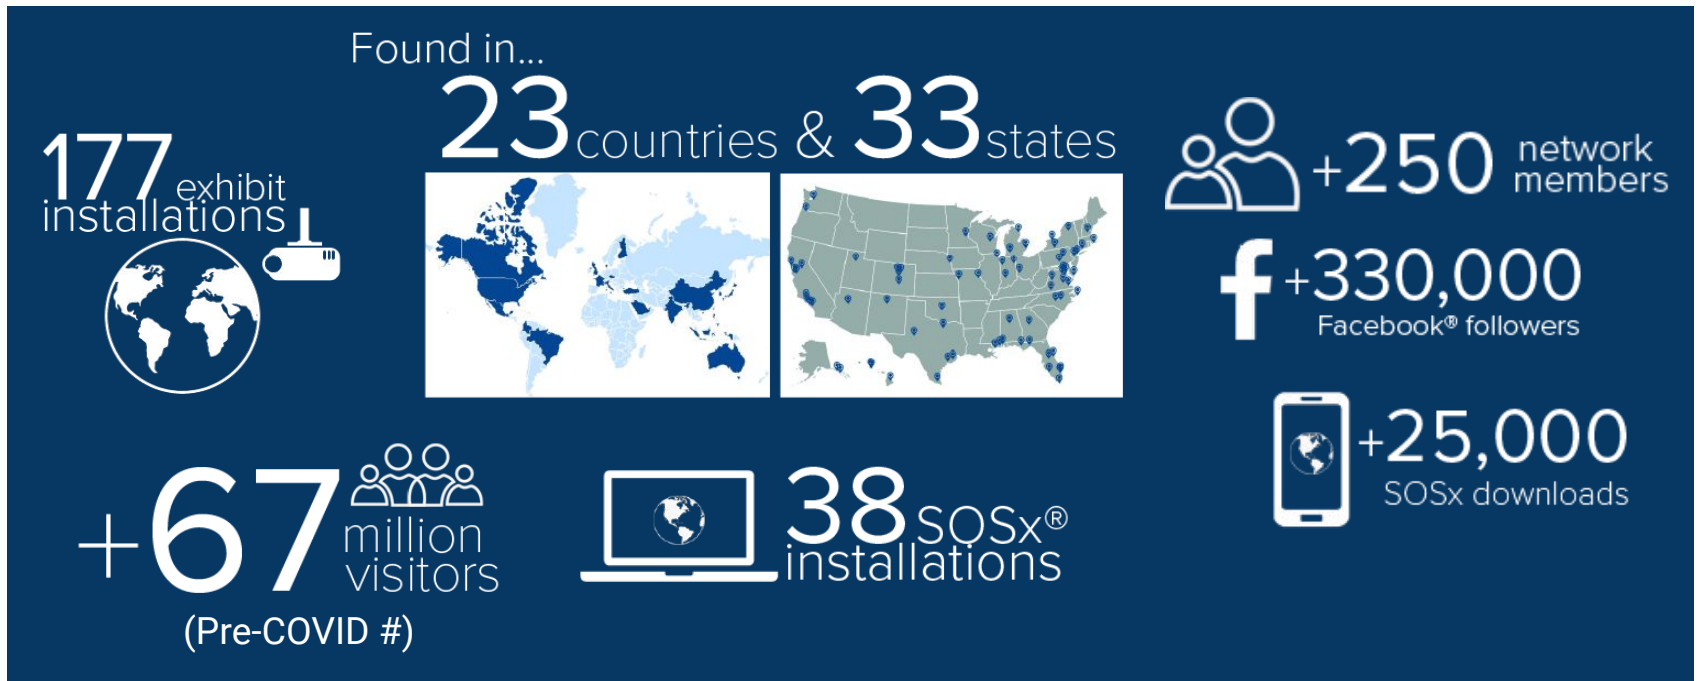 Found in...
23 countries & 33 states
177 exhibit
installations
+250 network
members
+330,000
Facebook® followers
+25,000
SOSx downloads
+67 million
visitors
(Pre-COVID #)
38 SOSx®
installations